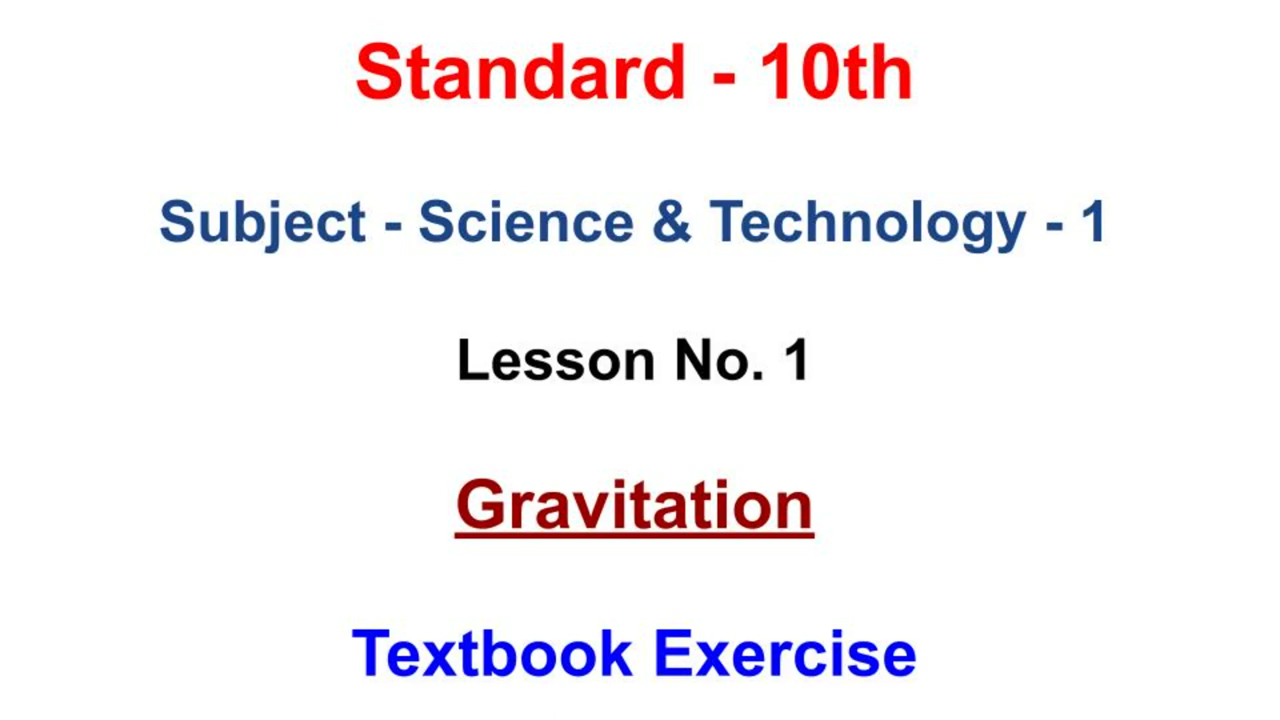 Standard - 10th
Subject - Science & Technology - 1
Lesson No. 1
Gravitation
Textbook Exercise